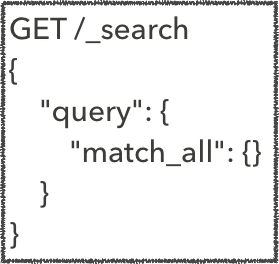 GET /_search
{
    "query": {
        "match_all": {}
    }
}